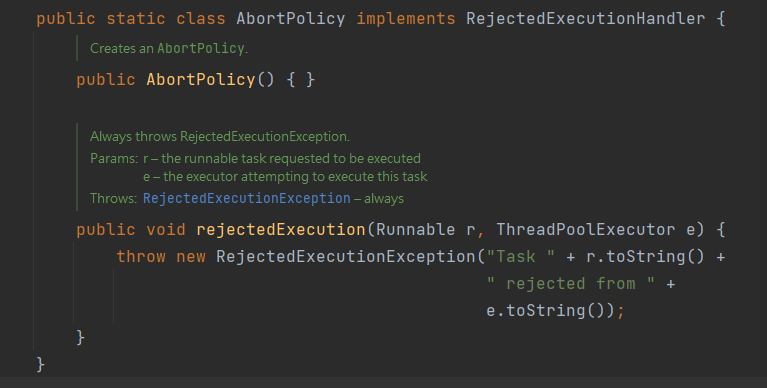 public static class AbortPolicy implements RejectedExecutionHandler {
Creates an AbortPolicy.
public AbortPolicy() { }
Always throws RejectedExecutionException.
Params: r – the runnable task requested to be executed
e – the executor attempting to execute this task
Throws: RejectedExecutionException – always
public void rejectedExecution(Runnable r, ThreadPoolExecutor e) {
throw new RejectedExecutionException("Task " + r.toString() +
" rejected from " +
e.toString());
}
}